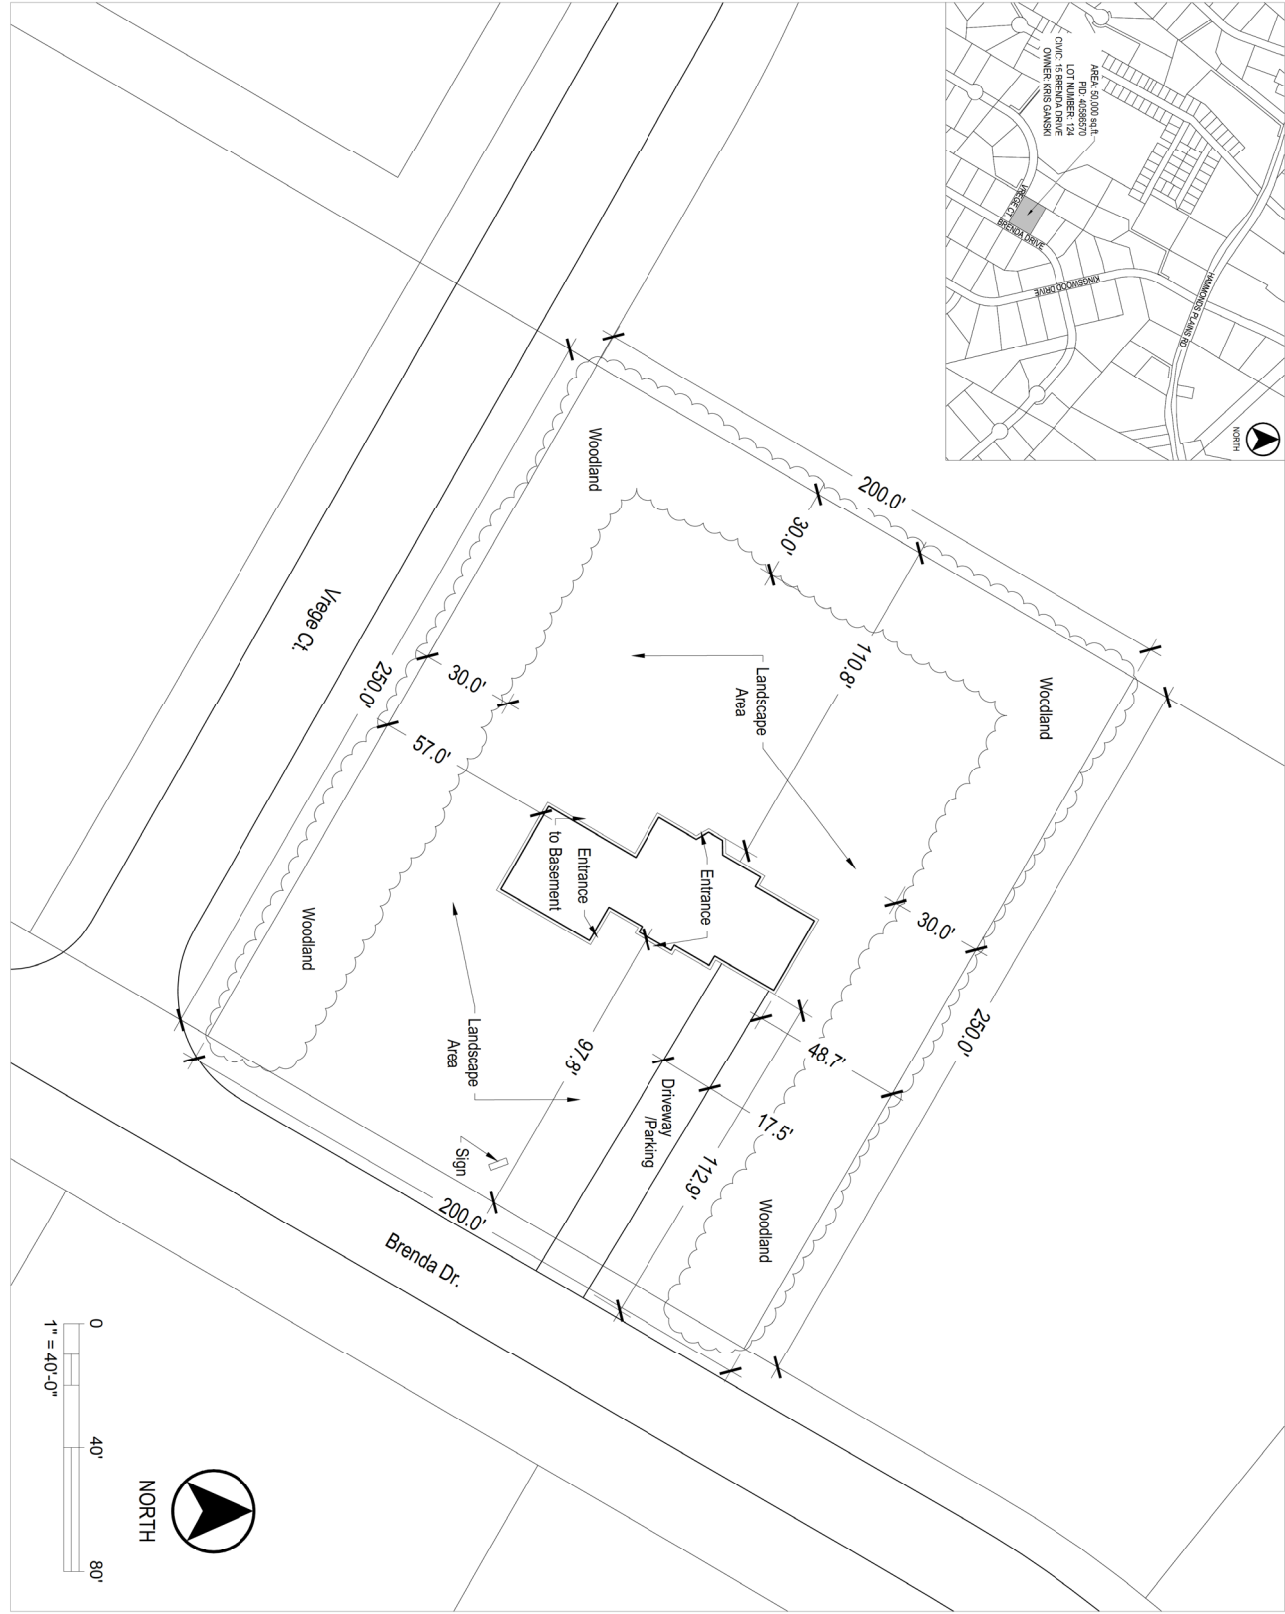 AREA: 50,000 sq.ft.
PID: 40586570
LOT NUMBER: 124
CIVIC: 15 BRENDA DRIVE
OWNER: KRIS GANSKI
VREGE CT.
BRENDA DRIVE
KINGSWOOD DRIVE
HAMMONDS PLAINS RD
NORTH
200.0'
30.0'
110.8'
Woodland
Woodland
Landscape
Area
Vrege Ct.
250.0'
30.0'
57.0'
Entrance
to Basement
Entrance
30.0'
250.0'
Woodland
Landscape
Area
97.8'
48.7'
17.5'
Driveway
/Parking
112.9'
Sign
Woodland
200.0'
Brenda Dr.
0
40'
80'
1" = 40'-0"
NORTH